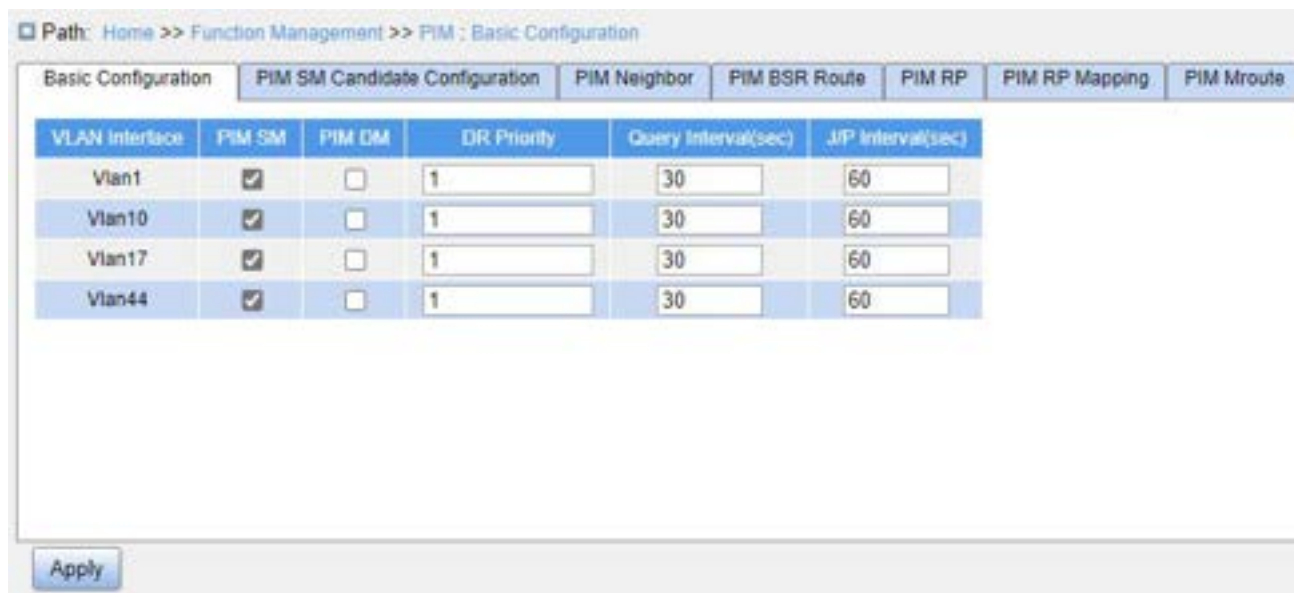 Path: Home >> Function Management >> PIM ; Basic Configuration
Basic Configuration PIM SM Candidate Configuration PIM Neighbor PIM BSR Route PIM RP PIM RP Mapping PIM Mroute
VLAN Interface PIM SM PIM DM DR Priority Query Interval(sec) J/P Interval(sec)
Vlan1 1 30 60
Vlan10 1 30 60
Vlan17 1 30 60
Vlan44 1 30 60
Apply